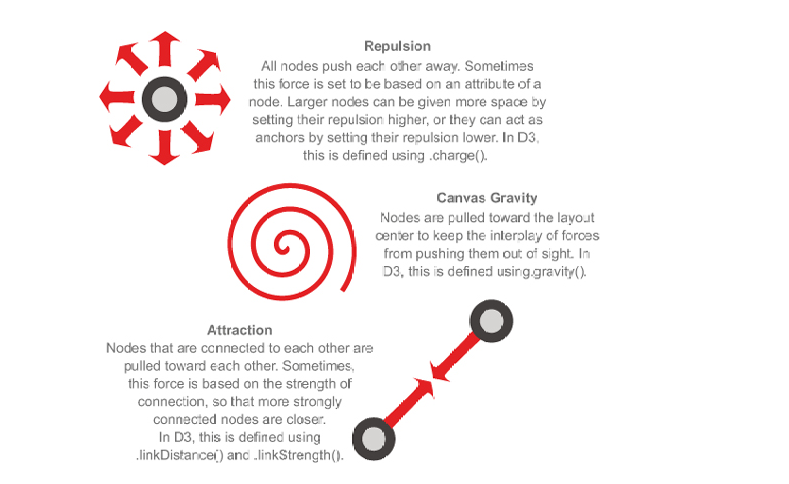 Repulsion
All nodes push each other away. Sometimes
this force is set to be based on an attribute of a
node. Larger nodes can be given more space by
setting their repulsion higher, or they can act as
anchors by setting their repulsion lower. In D3,
this is defined using .charge().
Canvas Gravity
Nodes are pulled toward the layout
center to keep the interplay of forces
from pushing them out of sight. In
D3, this is defined using.gravity().
Attraction
Nodes that are connected to each other are
pulled toward each other. Sometimes,
this force is based on the strength of
connection, so that more strongly
connected nodes are closer.
In D3, this is defined using
.linkDistance() and .linkStrength().